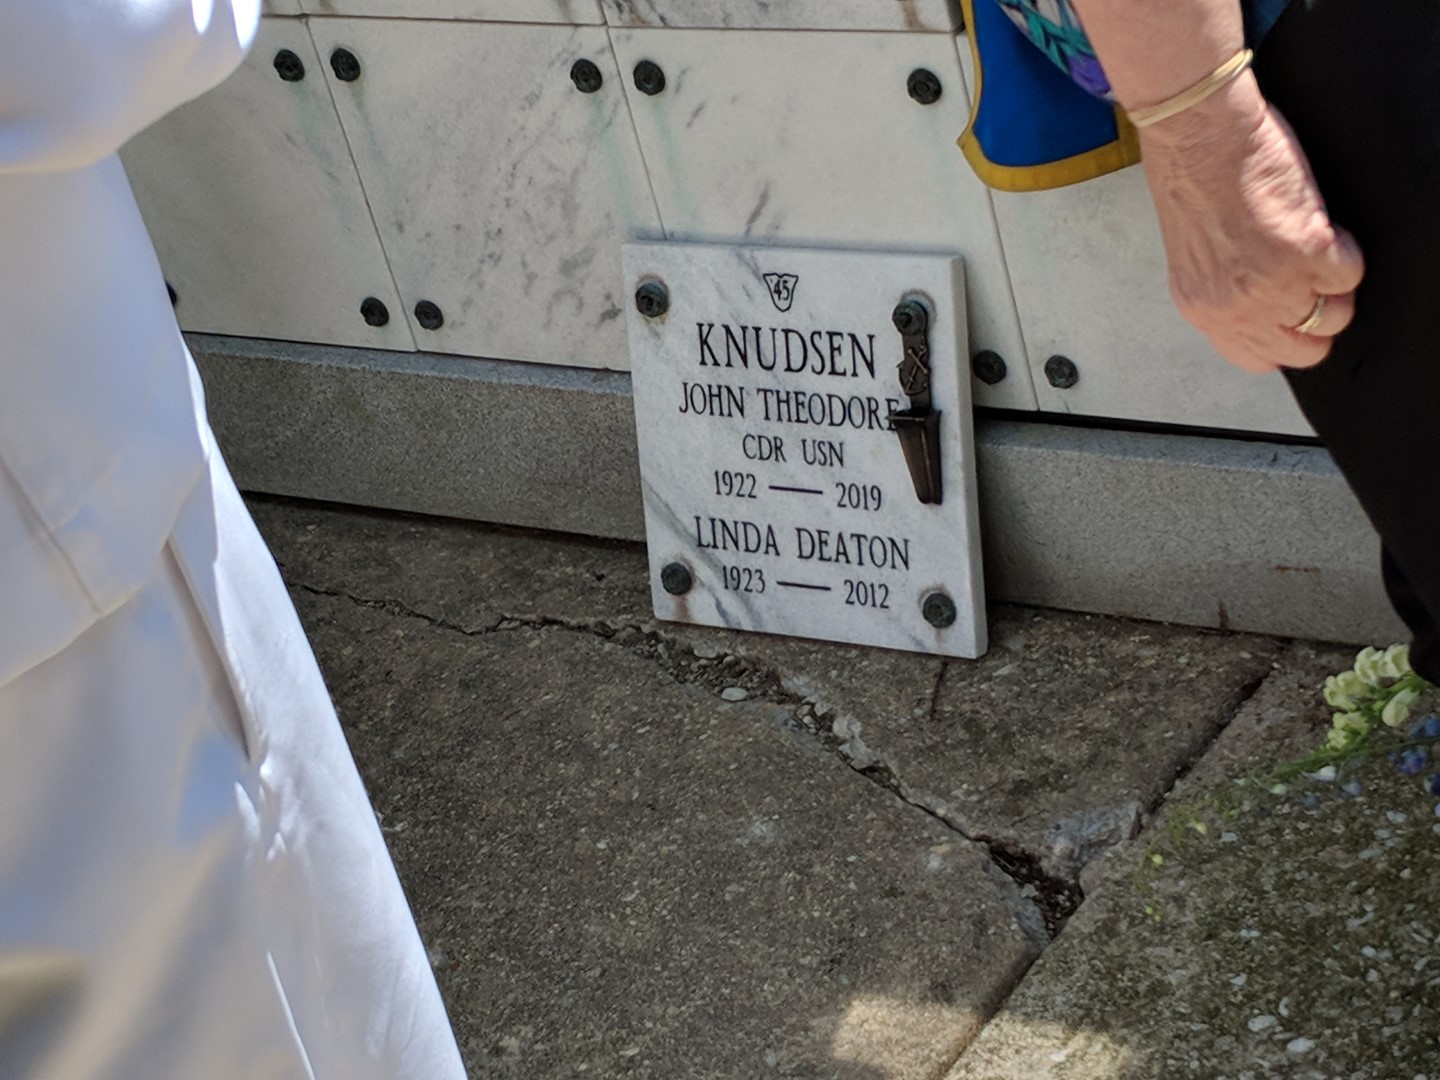 45
KNUDSEN
JOHN THEODORE
CDR USN
1922 — 2019
LINDA DEATON
1923 — 2012